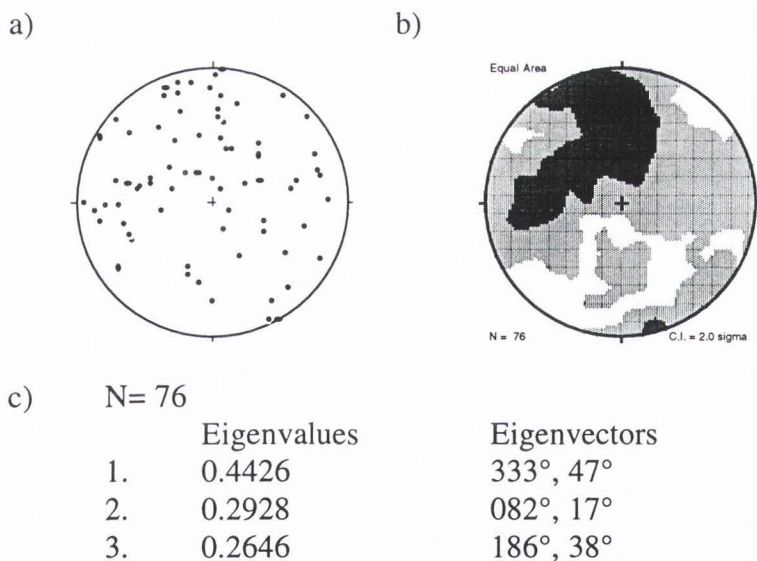 a)
b)
Equal Area
N = 76
C.I. = 2.0 sigma
c)
N= 76
Eigenvalues
Eigenvectors
1. 0.4426 333°, 47°
2. 0.2928 082°, 17°
3. 0.2646 186°, 38°